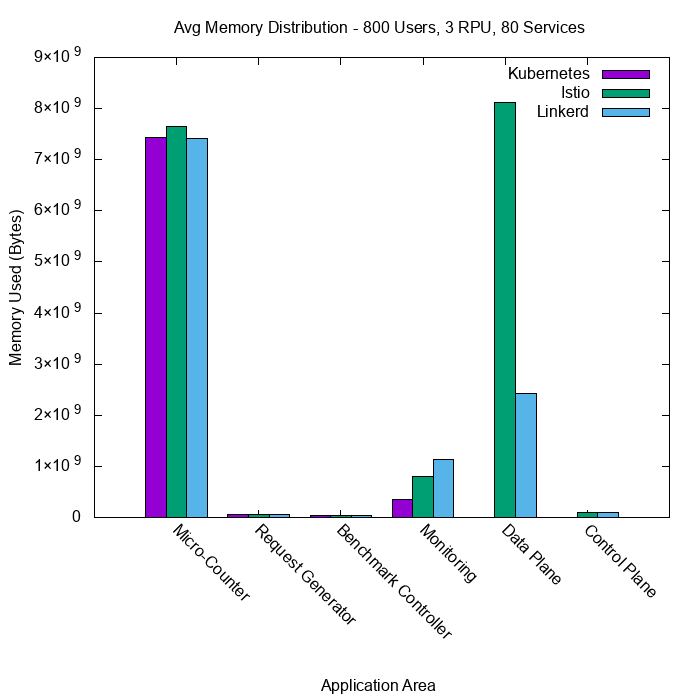 Avg Memory Distribution - 800 Users, 3 RPU, 80 Services
Kubernetes
Istio
Linkerd
9×10⁹
8×10⁹
7×10⁹
6×10⁹
5×10⁹
4×10⁹
3×10⁹
2×10⁹
1×10⁹
0
Memory Used (Bytes)
Micro-Counter
Request Generator
Benchmark Controller
Monitoring
Data Plane
Control Plane
Application Area